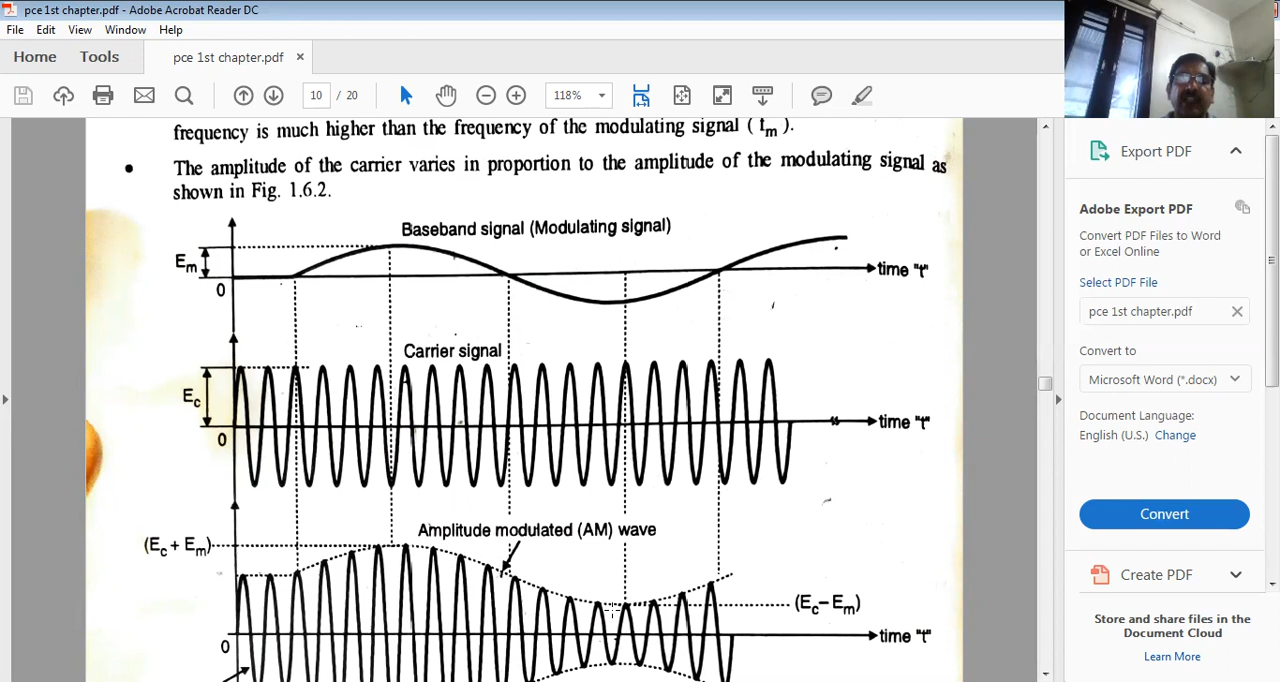 pce 1st chapter.pdf - Adobe Acrobat Reader DC
File Edit View Window Help
Home Tools pce 1st chapter.pdf ×
10 / 20 118%
frequency is much higher than the frequency of the modulating signal ( fm ).
• The amplitude of the carrier varies in proportion to the amplitude of the modulating signal as
shown in Fig. 1.6.2.
Baseband signal (Modulating signal)
Em
0
time "t"
Carrier signal
Ec
0
time "t"
Amplitude modulated (AM) wave
(Ec + Em)
(Ec – Em)
0
time "t"
Export PDF
Adobe Export PDF
Convert PDF Files to Word
or Excel Online
Select PDF File
pce 1st chapter.pdf
Convert to
Microsoft Word (*.docx)
Document Language:
English (U.S.) Change
Convert
Create PDF
Store and share files in the
Document Cloud
Learn More